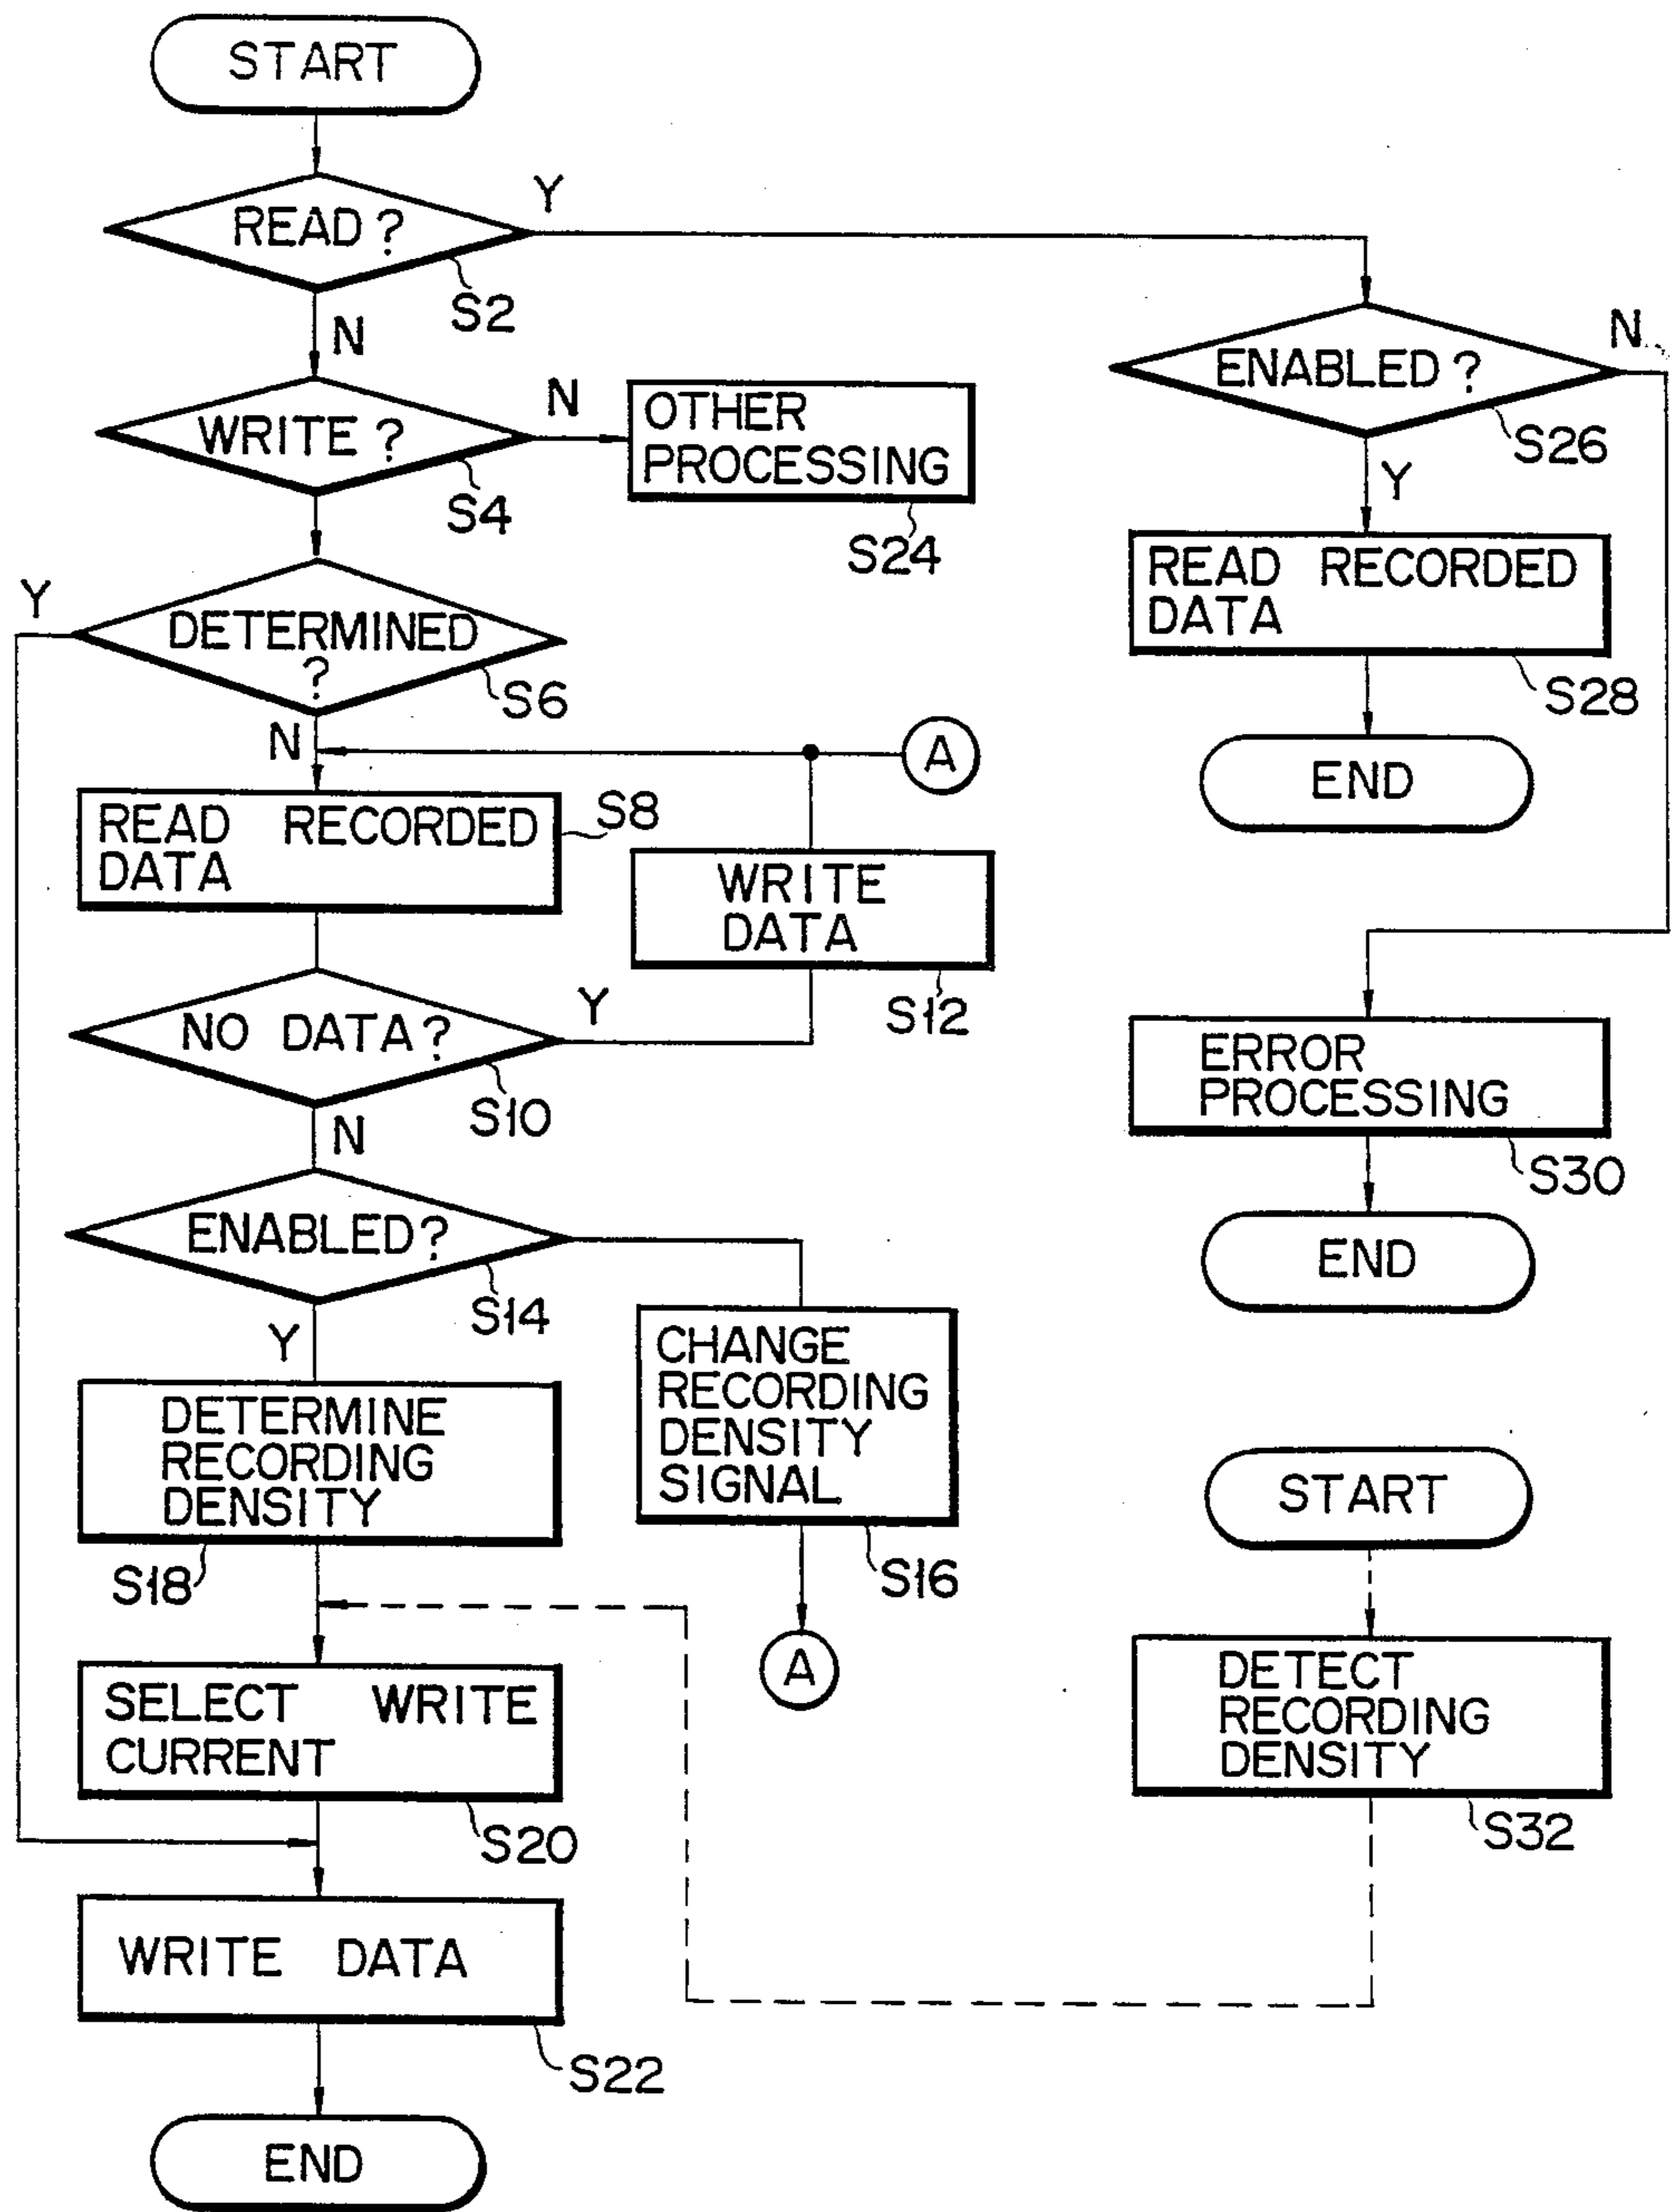 START
READ?
Y
S2
N
WRITE?
N
S4
OTHER
PROCESSING
S24
Y
DETERMINED
?
S6
N
A
READ RECORDED
DATA
S8
WRITE
DATA
S12
NO DATA?
Y
S10
N
ENABLED?
S14
Y
CHANGE
RECORDING
DENSITY
SIGNAL
S16
A
DETERMINE
RECORDING
DENSITY
S18
SELECT WRITE
CURRENT
S20
WRITE DATA
S22
END
ENABLED?
N
S26
Y
READ RECORDED
DATA
S28
END
ERROR
PROCESSING
S30
END
START
DETECT
RECORDING
DENSITY
S32